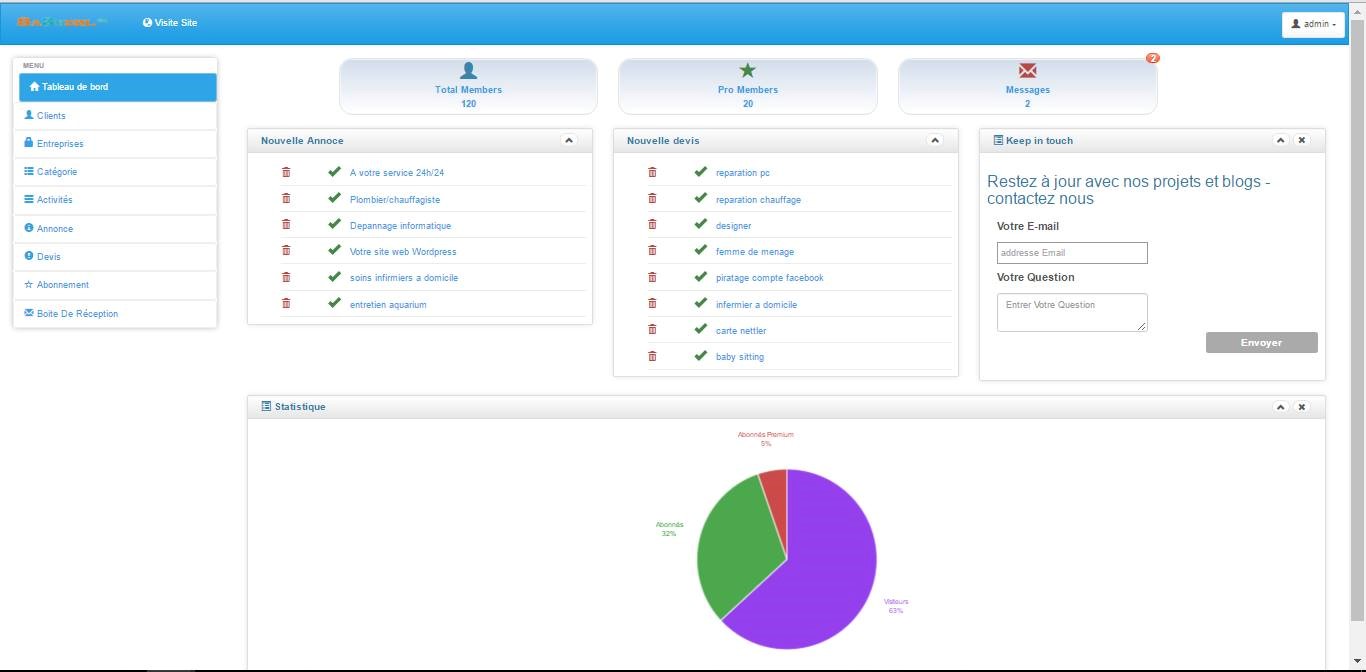 Visite Site
admin
MENU
Tableau de bord
Clients
Entreprises
Catégorie
Activités
Annonce
Devis
Abonnement
Boite De Réception
Total Members
120
Pro Members
20
2
Messages
2
Nouvelle Annoce
A votre service 24h/24
Plombier/chauffagiste
Depannage informatique
Votre site web Wordpress
soins infirmiers a domicile
entretien aquarium
Nouvelle devis
reparation pc
reparation chauffage
designer
femme de menage
piratage compte facebook
infermier a domicile
carte nettler
baby sitting
Keep in touch
Restez à jour avec nos projets et blogs -
contactez nous
Votre E-mail
addresse Email
Votre Question
Entrer Votre Question
Envoyer
Statistique
Abonnés Premium
5%
Abonnés
32%
Visiteurs
63%